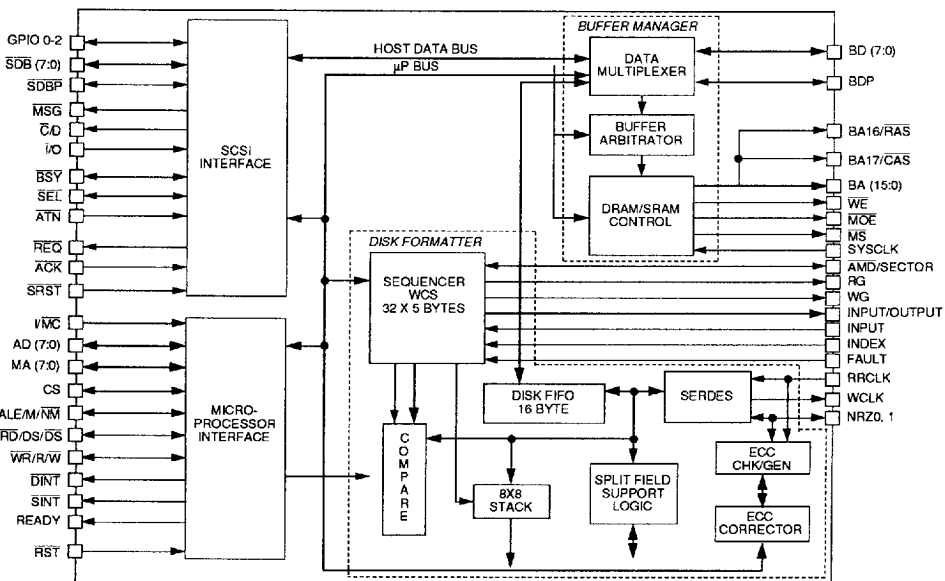 GPIO 0-2
SDB (7:0)
SDBP
MSG
C/D
I/O
BSY
SEL
ATN
REQ
ACK
SRST
I/MC
AD (7:0)
MA (7:0)
CS
ALE/M/NM
RD/DS/DS
WR/R/W
DINT
SINT
READY
RST
SCSI
INTERFACE
MICRO-
PROCESSOR
INTERFACE
HOST DATA BUS
µP BUS
BUFFER MANAGER
DATA
MULTIPLEXER
BUFFER
ARBITRATOR
DRAM/SRAM
CONTROL
DISK FORMATTER
SEQUENCER
WCS
32 X 5 BYTES
DISK FIFO
16 BYTE
SERDES
COMPARE
8X8
STACK
SPLIT FIELD
SUPPORT
LOGIC
ECC
CHK/GEN
ECC
CORRECTOR
BD (7:0)
BDP
BA16/RAS
BA17/CAS
BA (15:0)
WE
MOE
MS
SYSCLK
AMD/SECTOR
RG
WG
INPUT/OUTPUT
INPUT
INDEX
FAULT
RRCLK
WCLK
NRZ0, 1